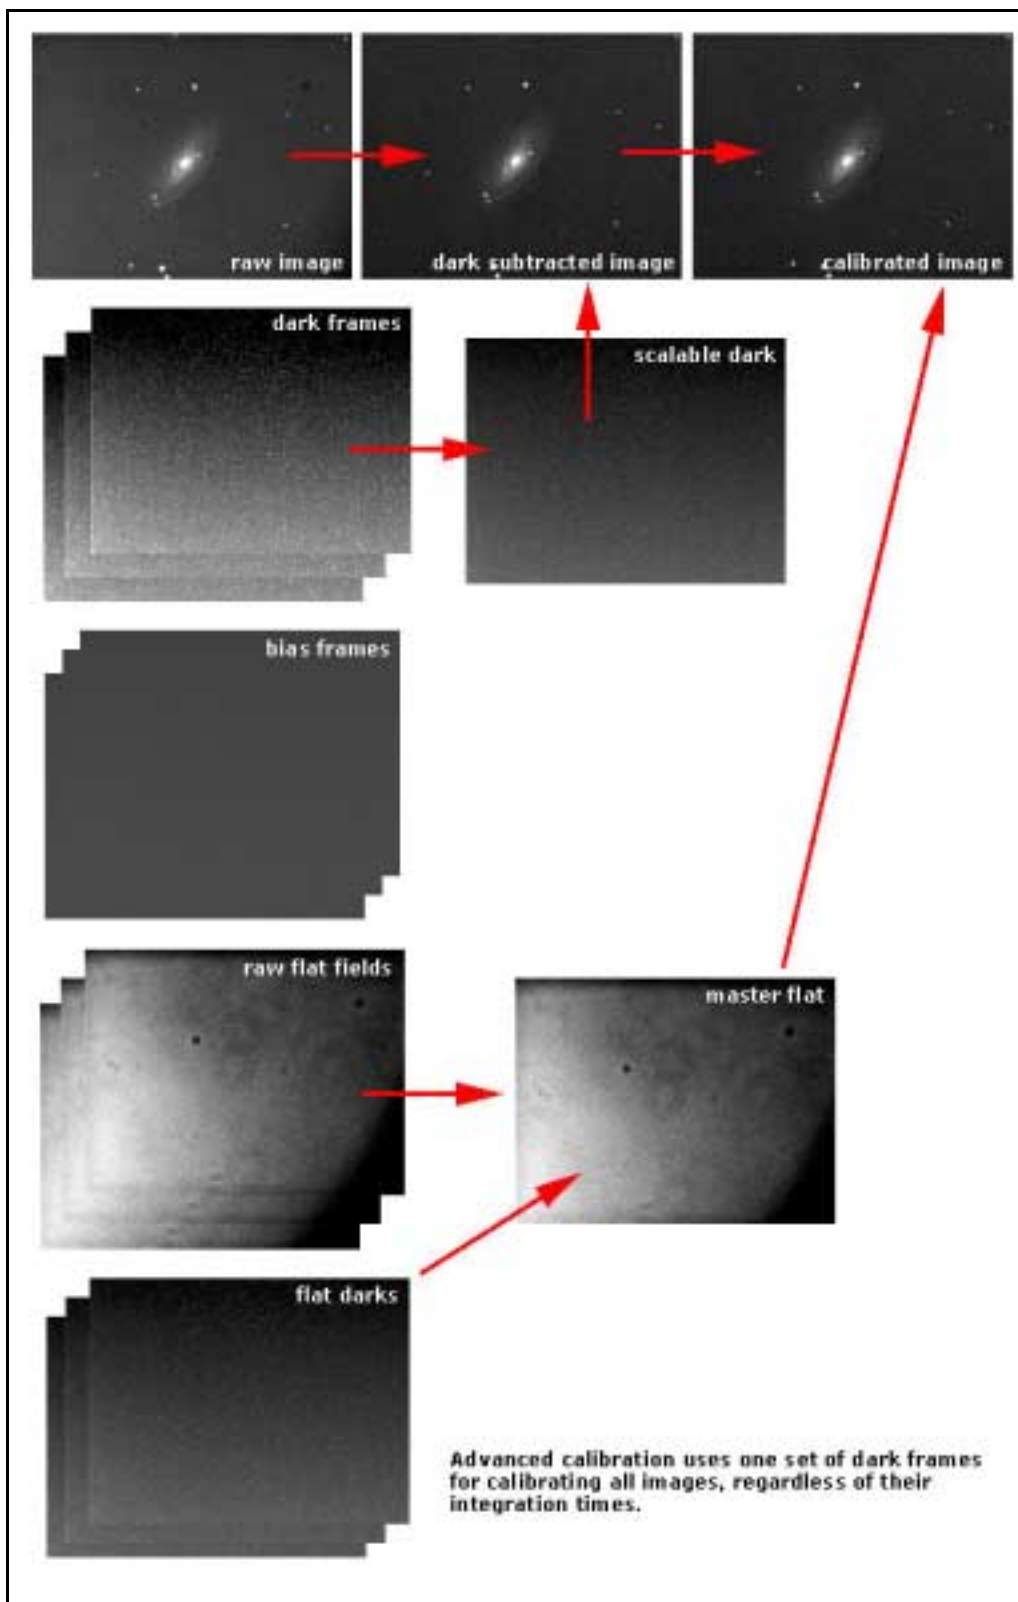 raw image
dark subtracted image
calibrated image
dark frames
scalable dark
bias frames
raw flat fields
master flat
flat darks
Advanced calibration uses one set of dark frames
for calibrating all images, regardless of their
integration times.